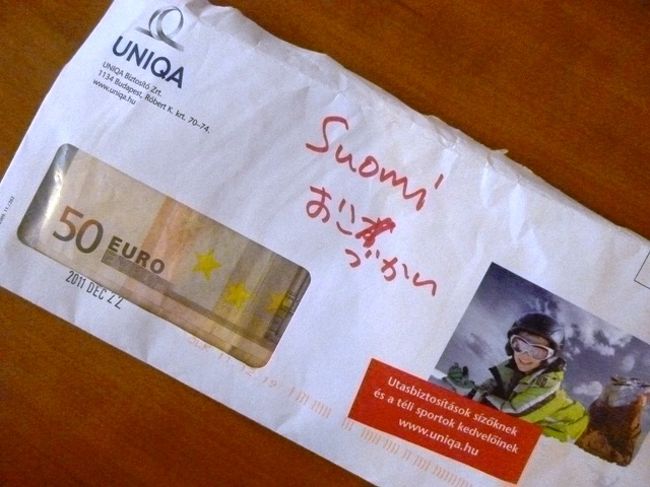 UNIQA
UNIQA Biztosító Zrt.
1134 Budapest, Róbert K. krt. 70–74.
www.uniqa.hu
Suomi
おこ
づかい
50 EURO
2011 DEC 22
Utasbiztosítások sízőknek
és a téli sportok kedvelőinek
www.uniqa.hu